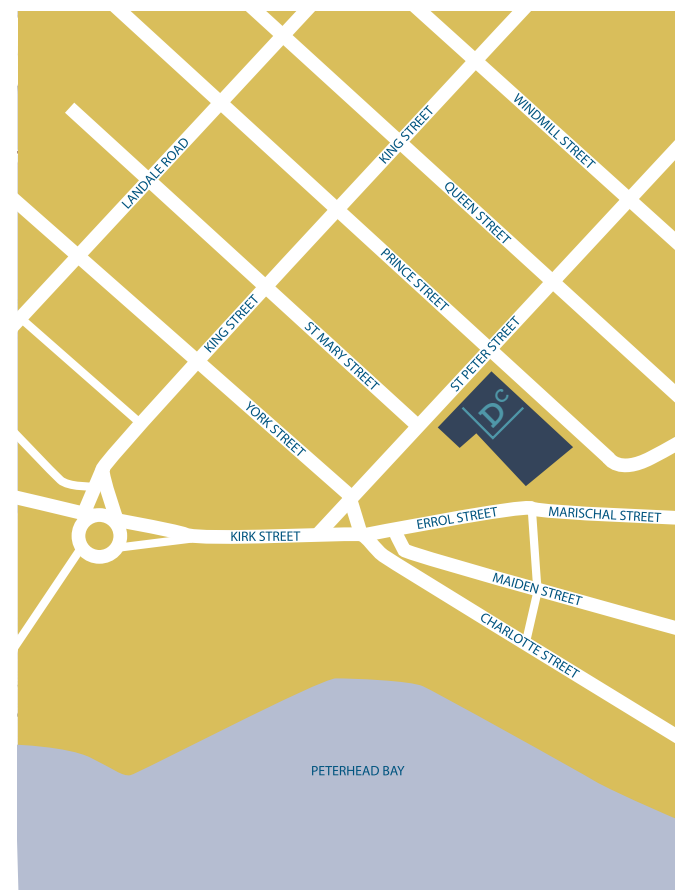 WINDMILL STREET
KING STREET
LANDALE ROAD
QUEEN STREET
PRINCE STREET
KING STREET
ST MARY STREET
ST PETER STREET
DC
YORK STREET
ERROL STREET
MARISCHAL STREET
KIRK STREET
MAIDEN STREET
CHARLOTTE STREET
PETERHEAD BAY